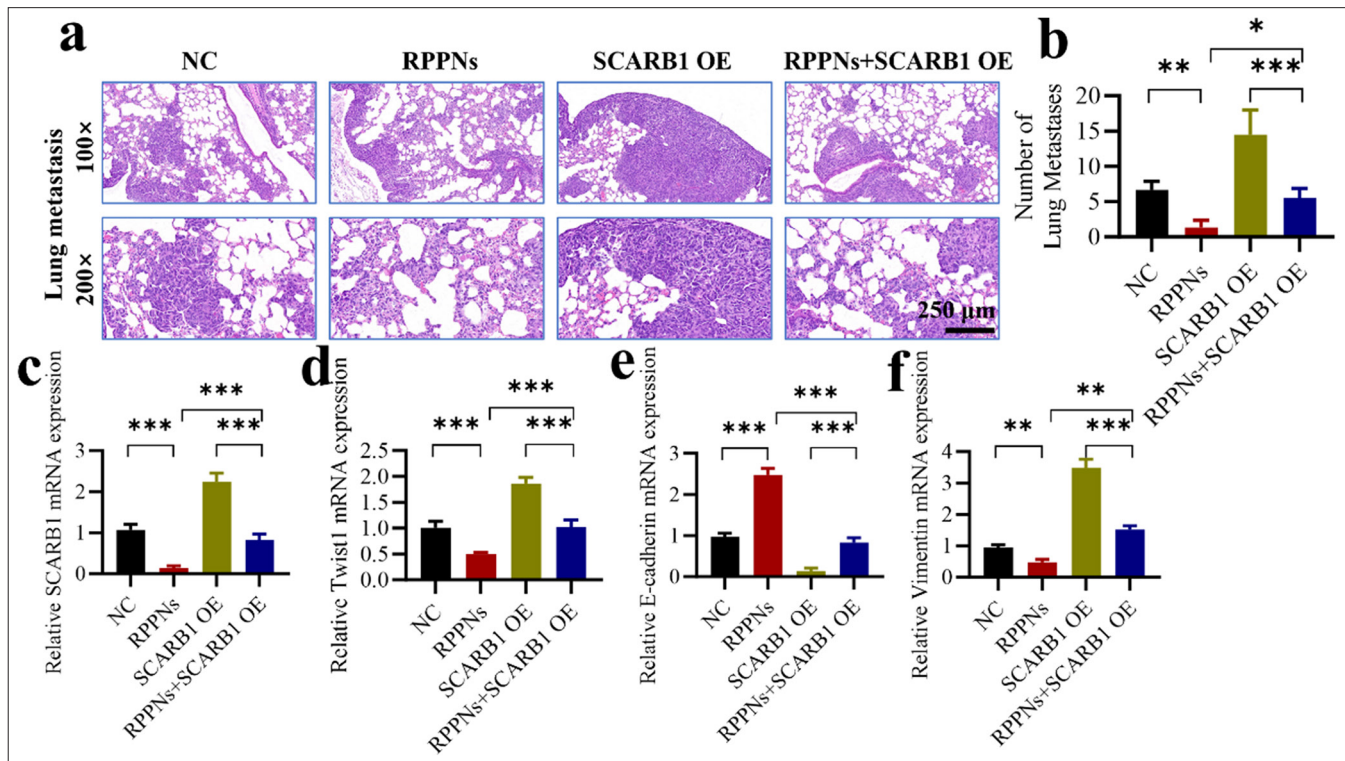 a
NC
RPPNs
SCARB1 OE
RPPNs+SCARB1 OE
Lung metastasis
100×
200×
250 µm
b
Number of
Lung Metastases
*
**
***
20
15
10
5
0
NC
RPPNs
SCARB1 OE
RPPNs+SCARB1 OE
c
Relative SCARB1 mRNA expression
***
***
***
3
2
1
0
NC
RPPNs
SCARB1 OE
RPPNs+SCARB1 OE
d
Relative Twist1 mRNA expression
***
***
***
2.5
2.0
1.5
1.0
0.5
0.0
NC
RPPNs
SCARB1 OE
RPPNs+SCARB1 OE
e
Relative E-cadherin mRNA expression
***
***
***
3
2
1
0
NC
RPPNs
SCARB1 OE
RPPNs+SCARB1 OE
f
Relative Vimentin mRNA expression
**
**
***
4
3
2
1
0
NC
RPPNs
SCARB1 OE
RPPNs+SCARB1 OE